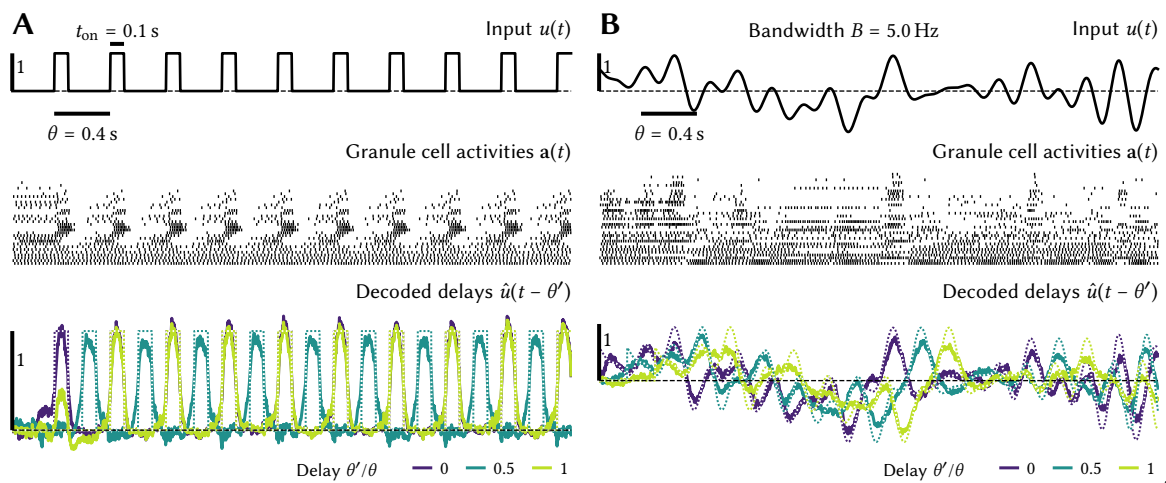 A
t_on = 0.1 s
Input u(t)
1
θ = 0.4 s
Granule cell activities a(t)
Decoded delays û(t – θ′)
1
Delay θ′/θ 0 0.5 1
B
Bandwidth B = 5.0 Hz
Input u(t)
1
θ = 0.4 s
Granule cell activities a(t)
Decoded delays û(t – θ′)
1
Delay θ′/θ 0 0.5 1